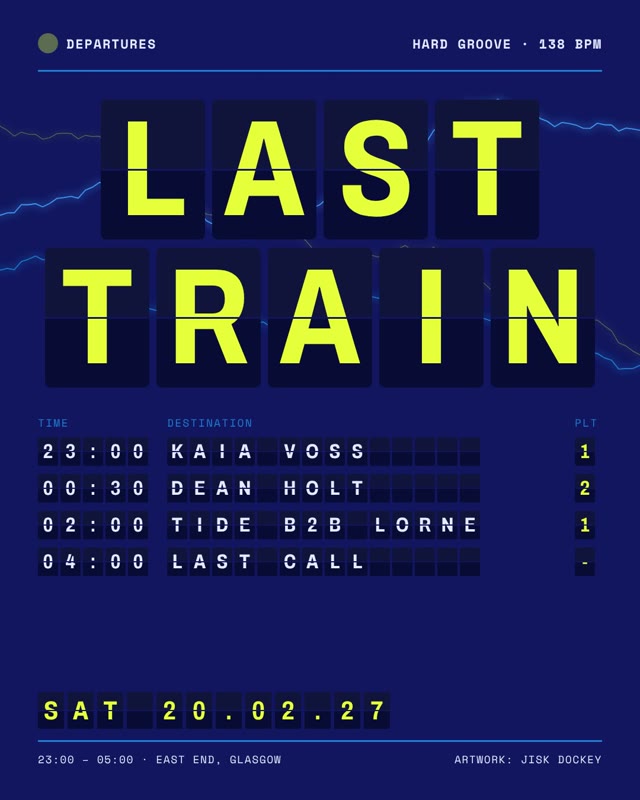 DEPARTURES
HARD GROOVE · 138 BPM
LAST
TRAIN
TIME DESTINATION PLT
23:00 KAIA VOSS 1
00:30 DEAN HOLT 2
02:00 TIDE B2B LORNE 1
04:00 LAST CALL -
SAT 20.02.27
23:00 – 05:00 · EAST END, GLASGOW
ARTWORK: JISK DOCKEY